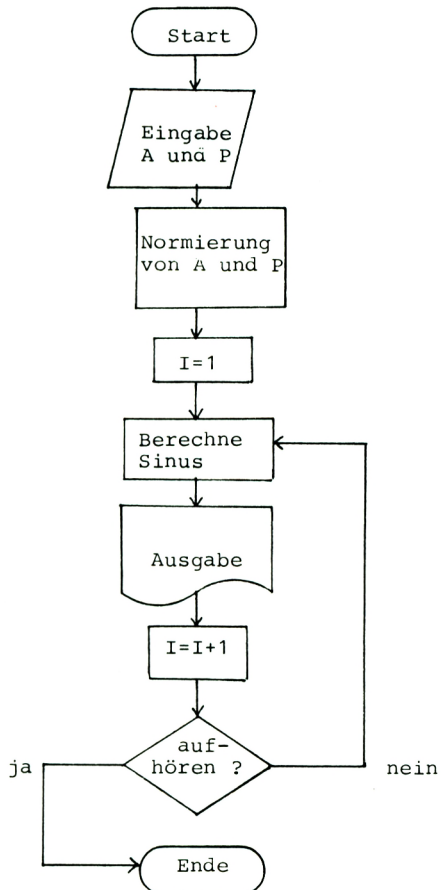 Start
Eingabe
A und P
Normierung
von A und P
I=1
Berechne
Sinus
Ausgabe
I=I+1
auf-
hören ?
ja
nein
Ende